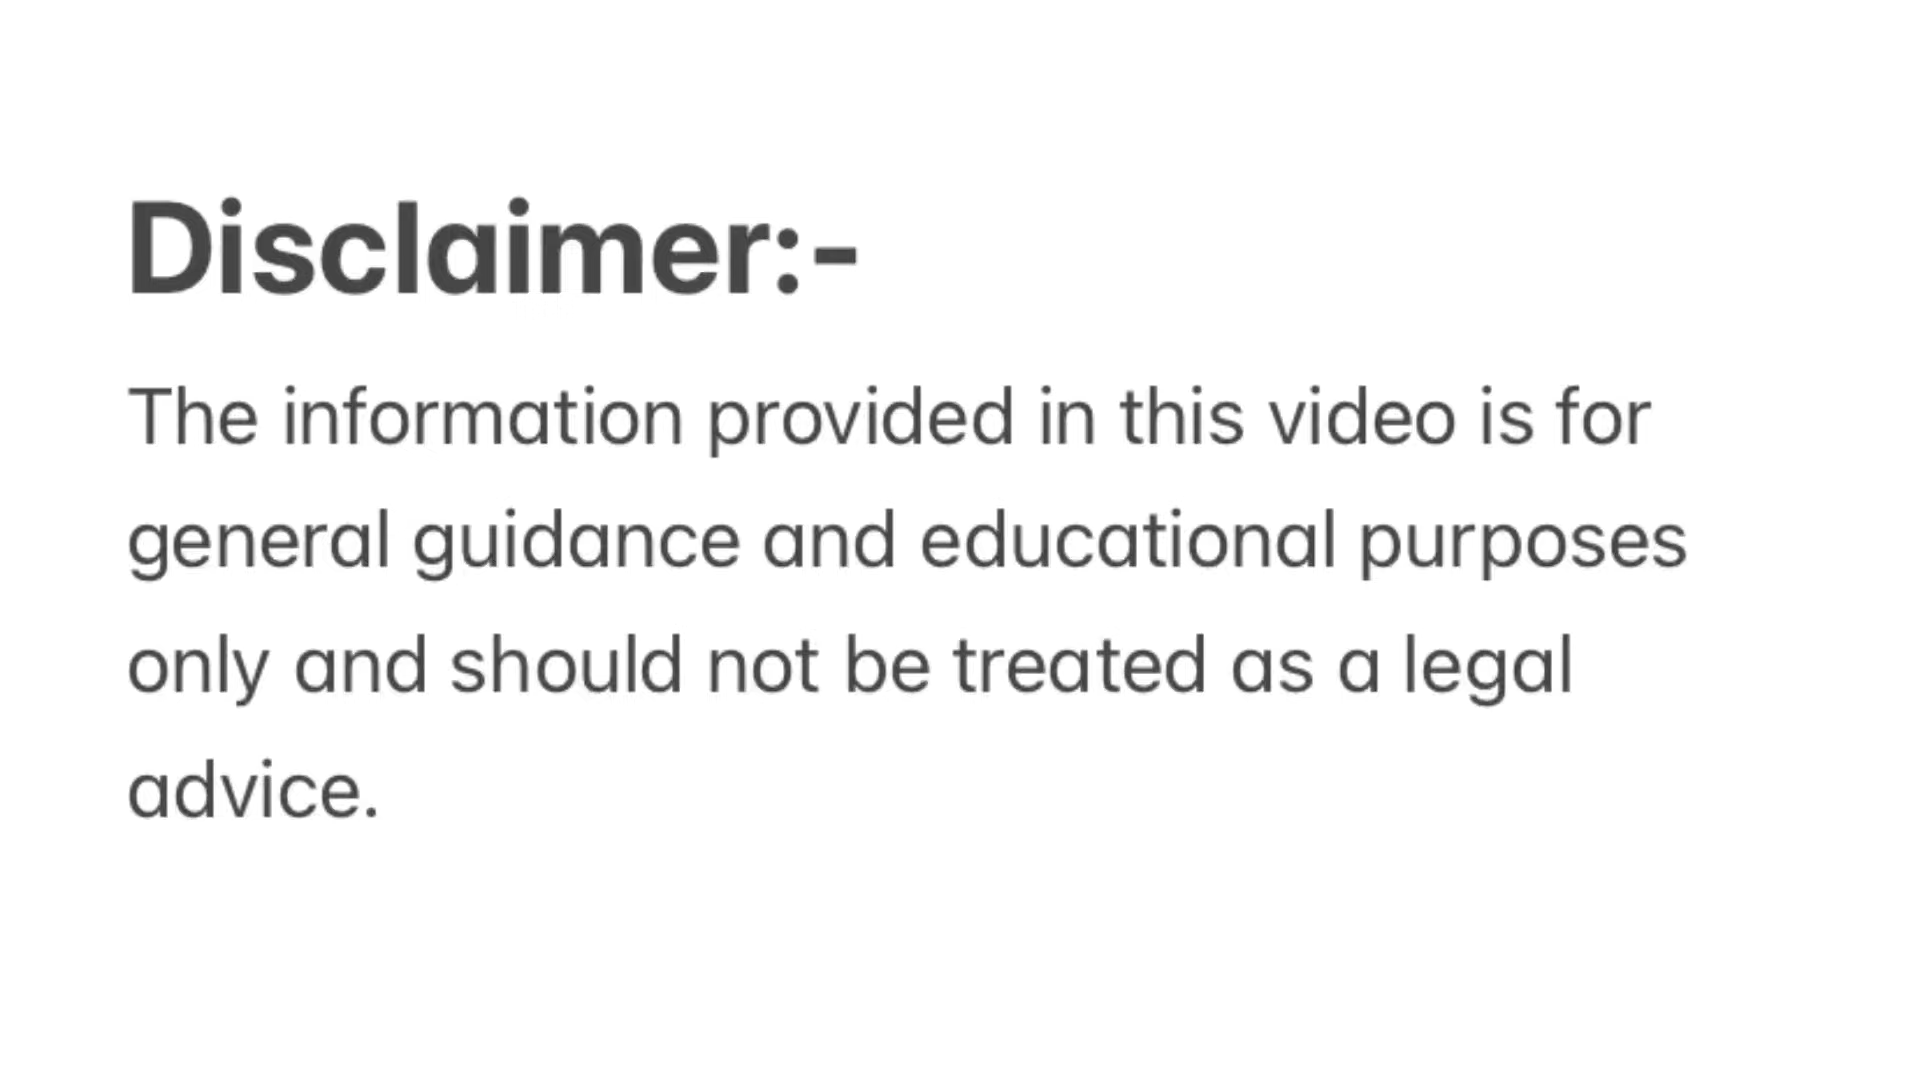 Disclaimer:-
The information provided in this video is for
general guidance and educational purposes
only and should not be treated as a legal
advice.